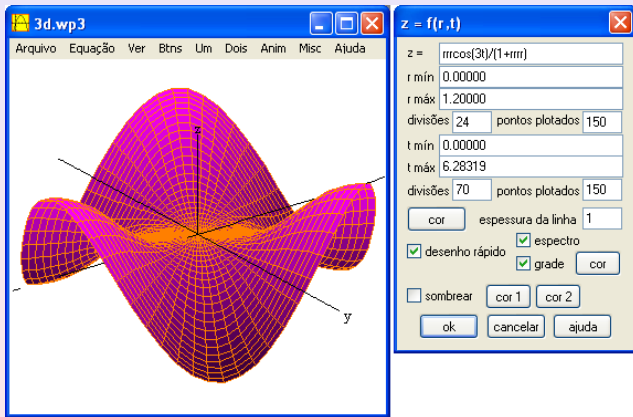 3d.wp3
Arquivo Equação Ver Btns Um Dois Anim Misc Ajuda
z
y
z = f(r,t)
z = rrrcos(3t)/(1+rrrr)
r mín 0.00000
r máx 1.20000
divisões 24 pontos plotados 150
t mín 0.00000
t máx 6.28319
divisões 70 pontos plotados 150
cor espessura da linha 1
espectro
desenho rápido
grade cor
sombrear cor 1 cor 2
ok cancelar ajuda